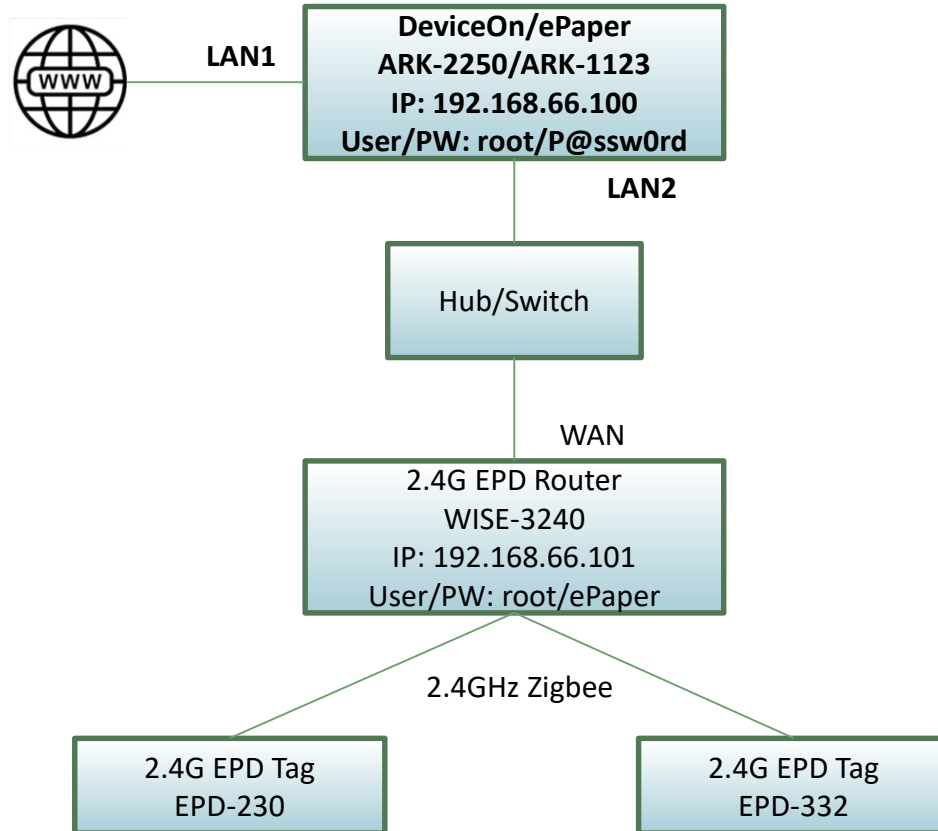 WWW
LAN1
DeviceOn/ePaper
ARK-2250/ARK-1123
IP: 192.168.66.100
User/PW: root/P@ssw0rd
LAN2
Hub/Switch
WAN
2.4G EPD Router
WISE-3240
IP: 192.168.66.101
User/PW: root/ePaper
2.4GHz Zigbee
2.4G EPD Tag
EPD-230
2.4G EPD Tag
EPD-332